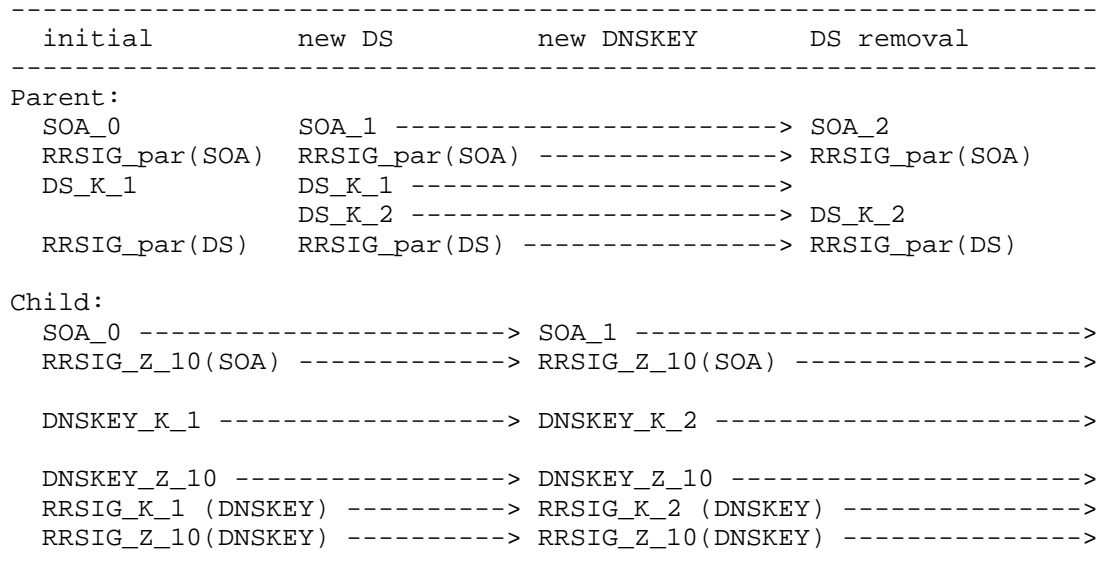 --------------------------------------------------------------------
  initial         new DS         new DNSKEY       DS removal
--------------------------------------------------------------------
Parent:
  SOA_0           SOA_1 ------------------------> SOA_2
  RRSIG_par(SOA)  RRSIG_par(SOA) ---------------> RRSIG_par(SOA)
  DS_K_1          DS_K_1 ----------------------->
                  DS_K_2 -----------------------> DS_K_2
  RRSIG_par(DS)   RRSIG_par(DS) ----------------> RRSIG_par(DS)

Child:
  SOA_0 -----------------------> SOA_1 ---------------------------->
  RRSIG_Z_10(SOA) -------------> RRSIG_Z_10(SOA) ------------------>

  DNSKEY_K_1 ------------------> DNSKEY_K_2 ----------------------->

  DNSKEY_Z_10 -----------------> DNSKEY_Z_10 ---------------------->
  RRSIG_K_1 (DNSKEY) ----------> RRSIG_K_2 (DNSKEY) --------------->
  RRSIG_Z_10(DNSKEY) ----------> RRSIG_Z_10(DNSKEY) --------------->